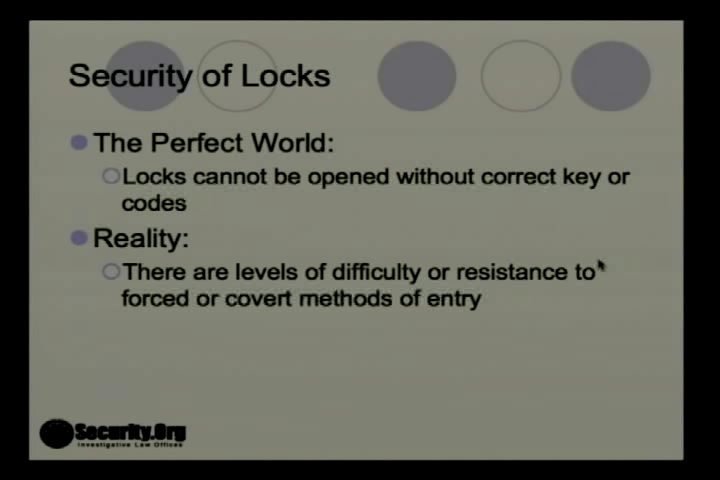 Security of Locks
The Perfect World:
Locks cannot be opened without correct key or
codes
Reality:
There are levels of difficulty or resistance to
forced or covert methods of entry
Security.Org
Investigative Law Offices